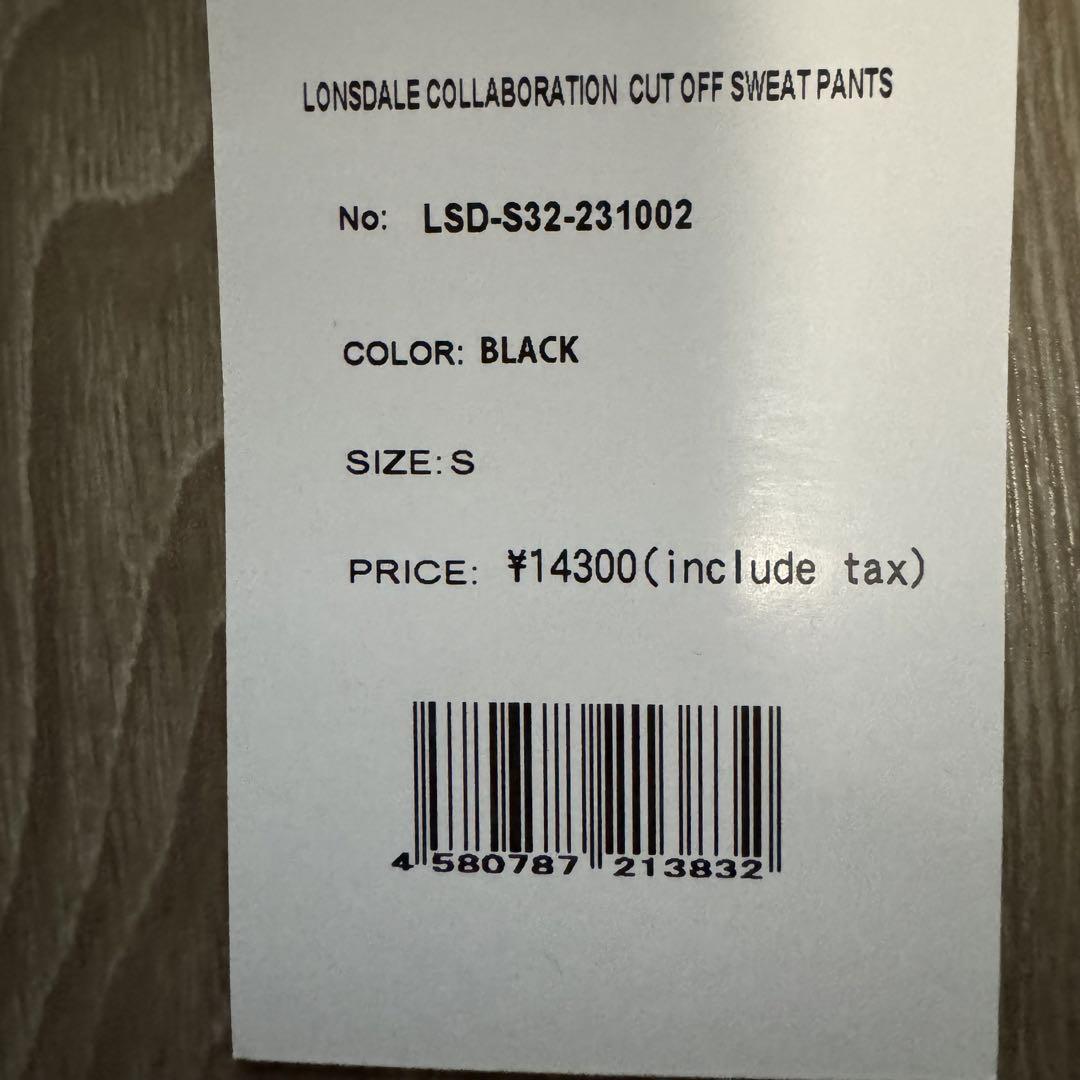 LONSDALE COLLABORATION CUT OFF SWEAT PANTS
No: LSD-S32-231002
COLOR: BLACK
SIZE: S
PRICE: ¥14300(include tax)
4 580787 213832